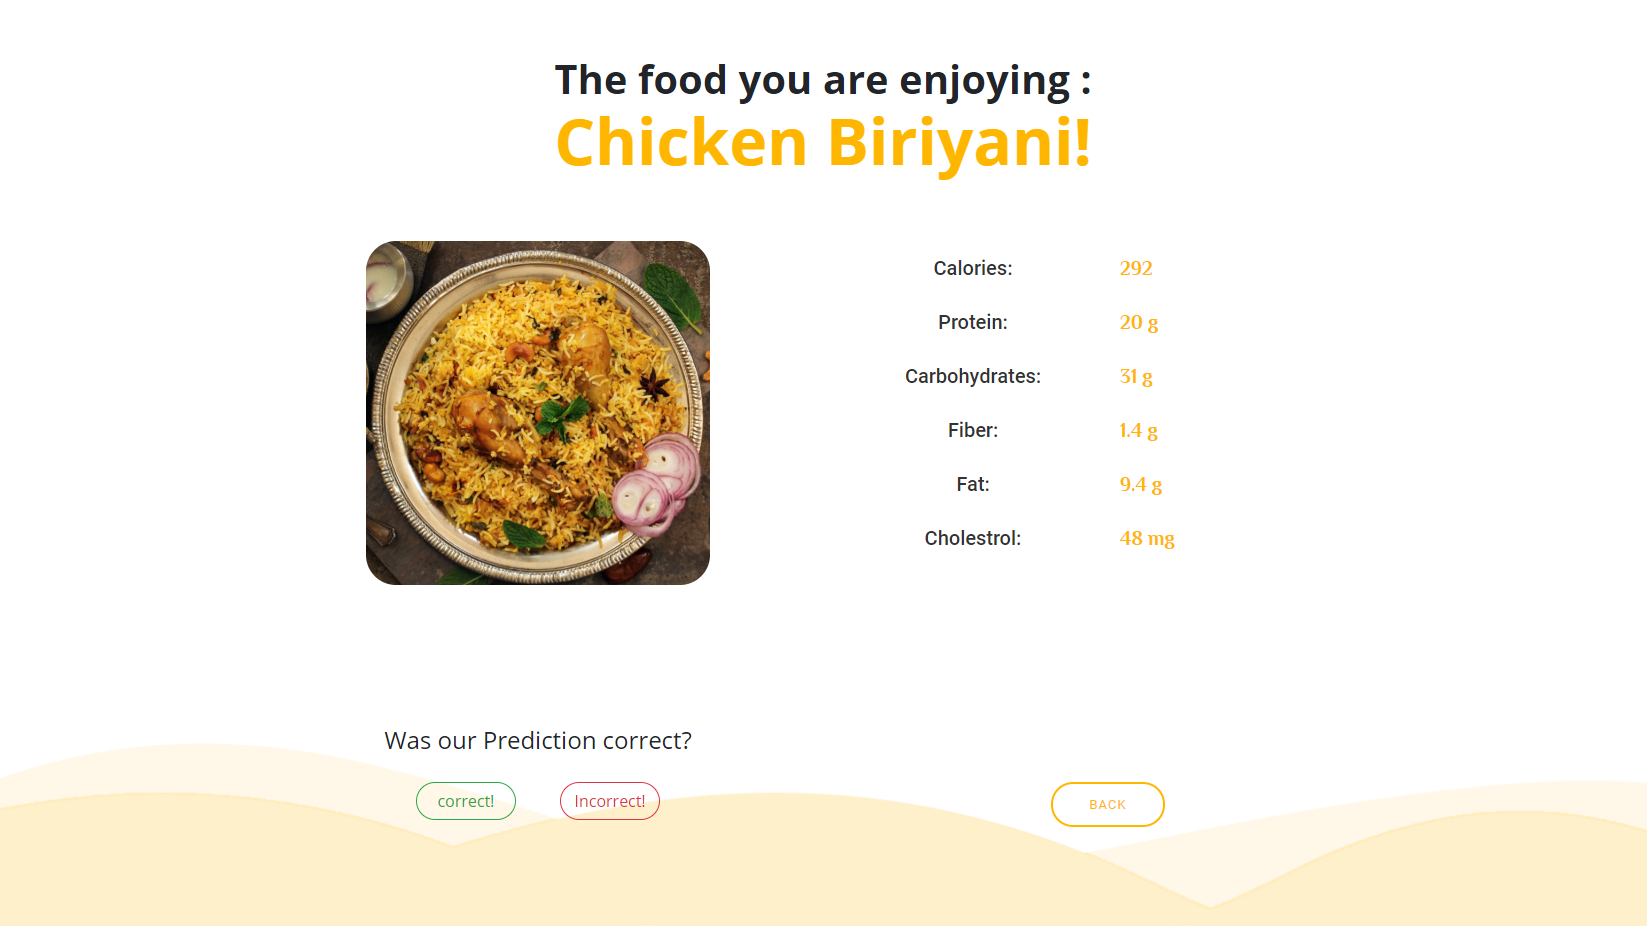 The food you are enjoying :
Chicken Biriyani!
Calories: 292
Protein: 20 g
Carbohydrates: 31 g
Fiber: 1.4 g
Fat: 9.4 g
Cholestrol: 48 mg
Was our Prediction correct?
correct! Incorrect! BACK